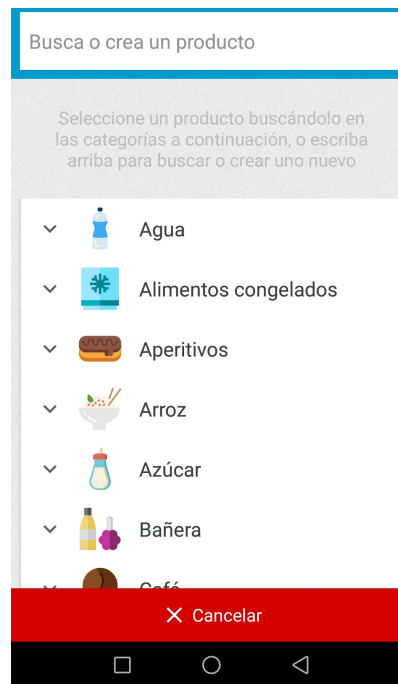 Busca o crea un producto
Seleccione un producto buscándolo en
las categorías a continuación, o escriba
arriba para buscar o crear uno nuevo
Agua
Alimentos congelados
Aperitivos
Arroz
Azúcar
Bañera
Café
Cancelar